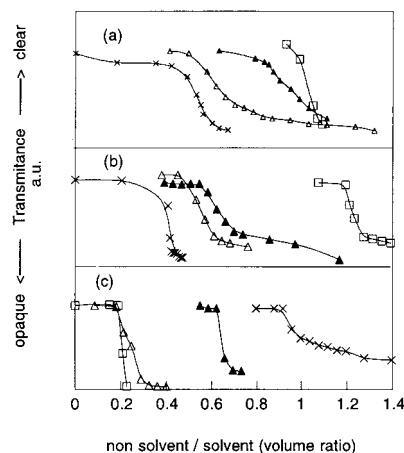 (a)
(b)
(c)
opaque <—— Transmitance ——> clear
a.u.
0 0.2 0.4 0.6 0.8 1 1.2 1.4
non solvent / solvent (volume ratio)